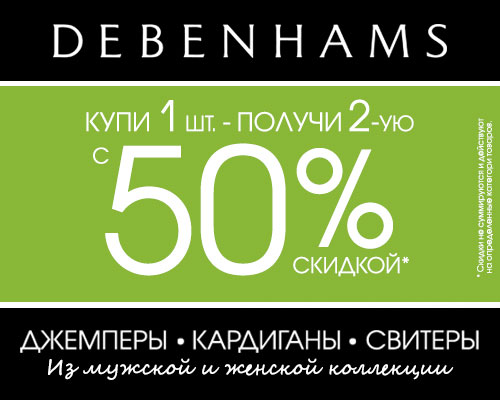 DEBENHAMS
КУПИ 1 ШТ. - ПОЛУЧИ 2-УЮ
С 50%
СКИДКОЙ*
* Скидки не суммируются и действуют
на определенные категори товаров.
ДЖЕМПЕРЫ • КАРДИГАНЫ • СВИТЕРЫ
Из мужской и женской коллекции